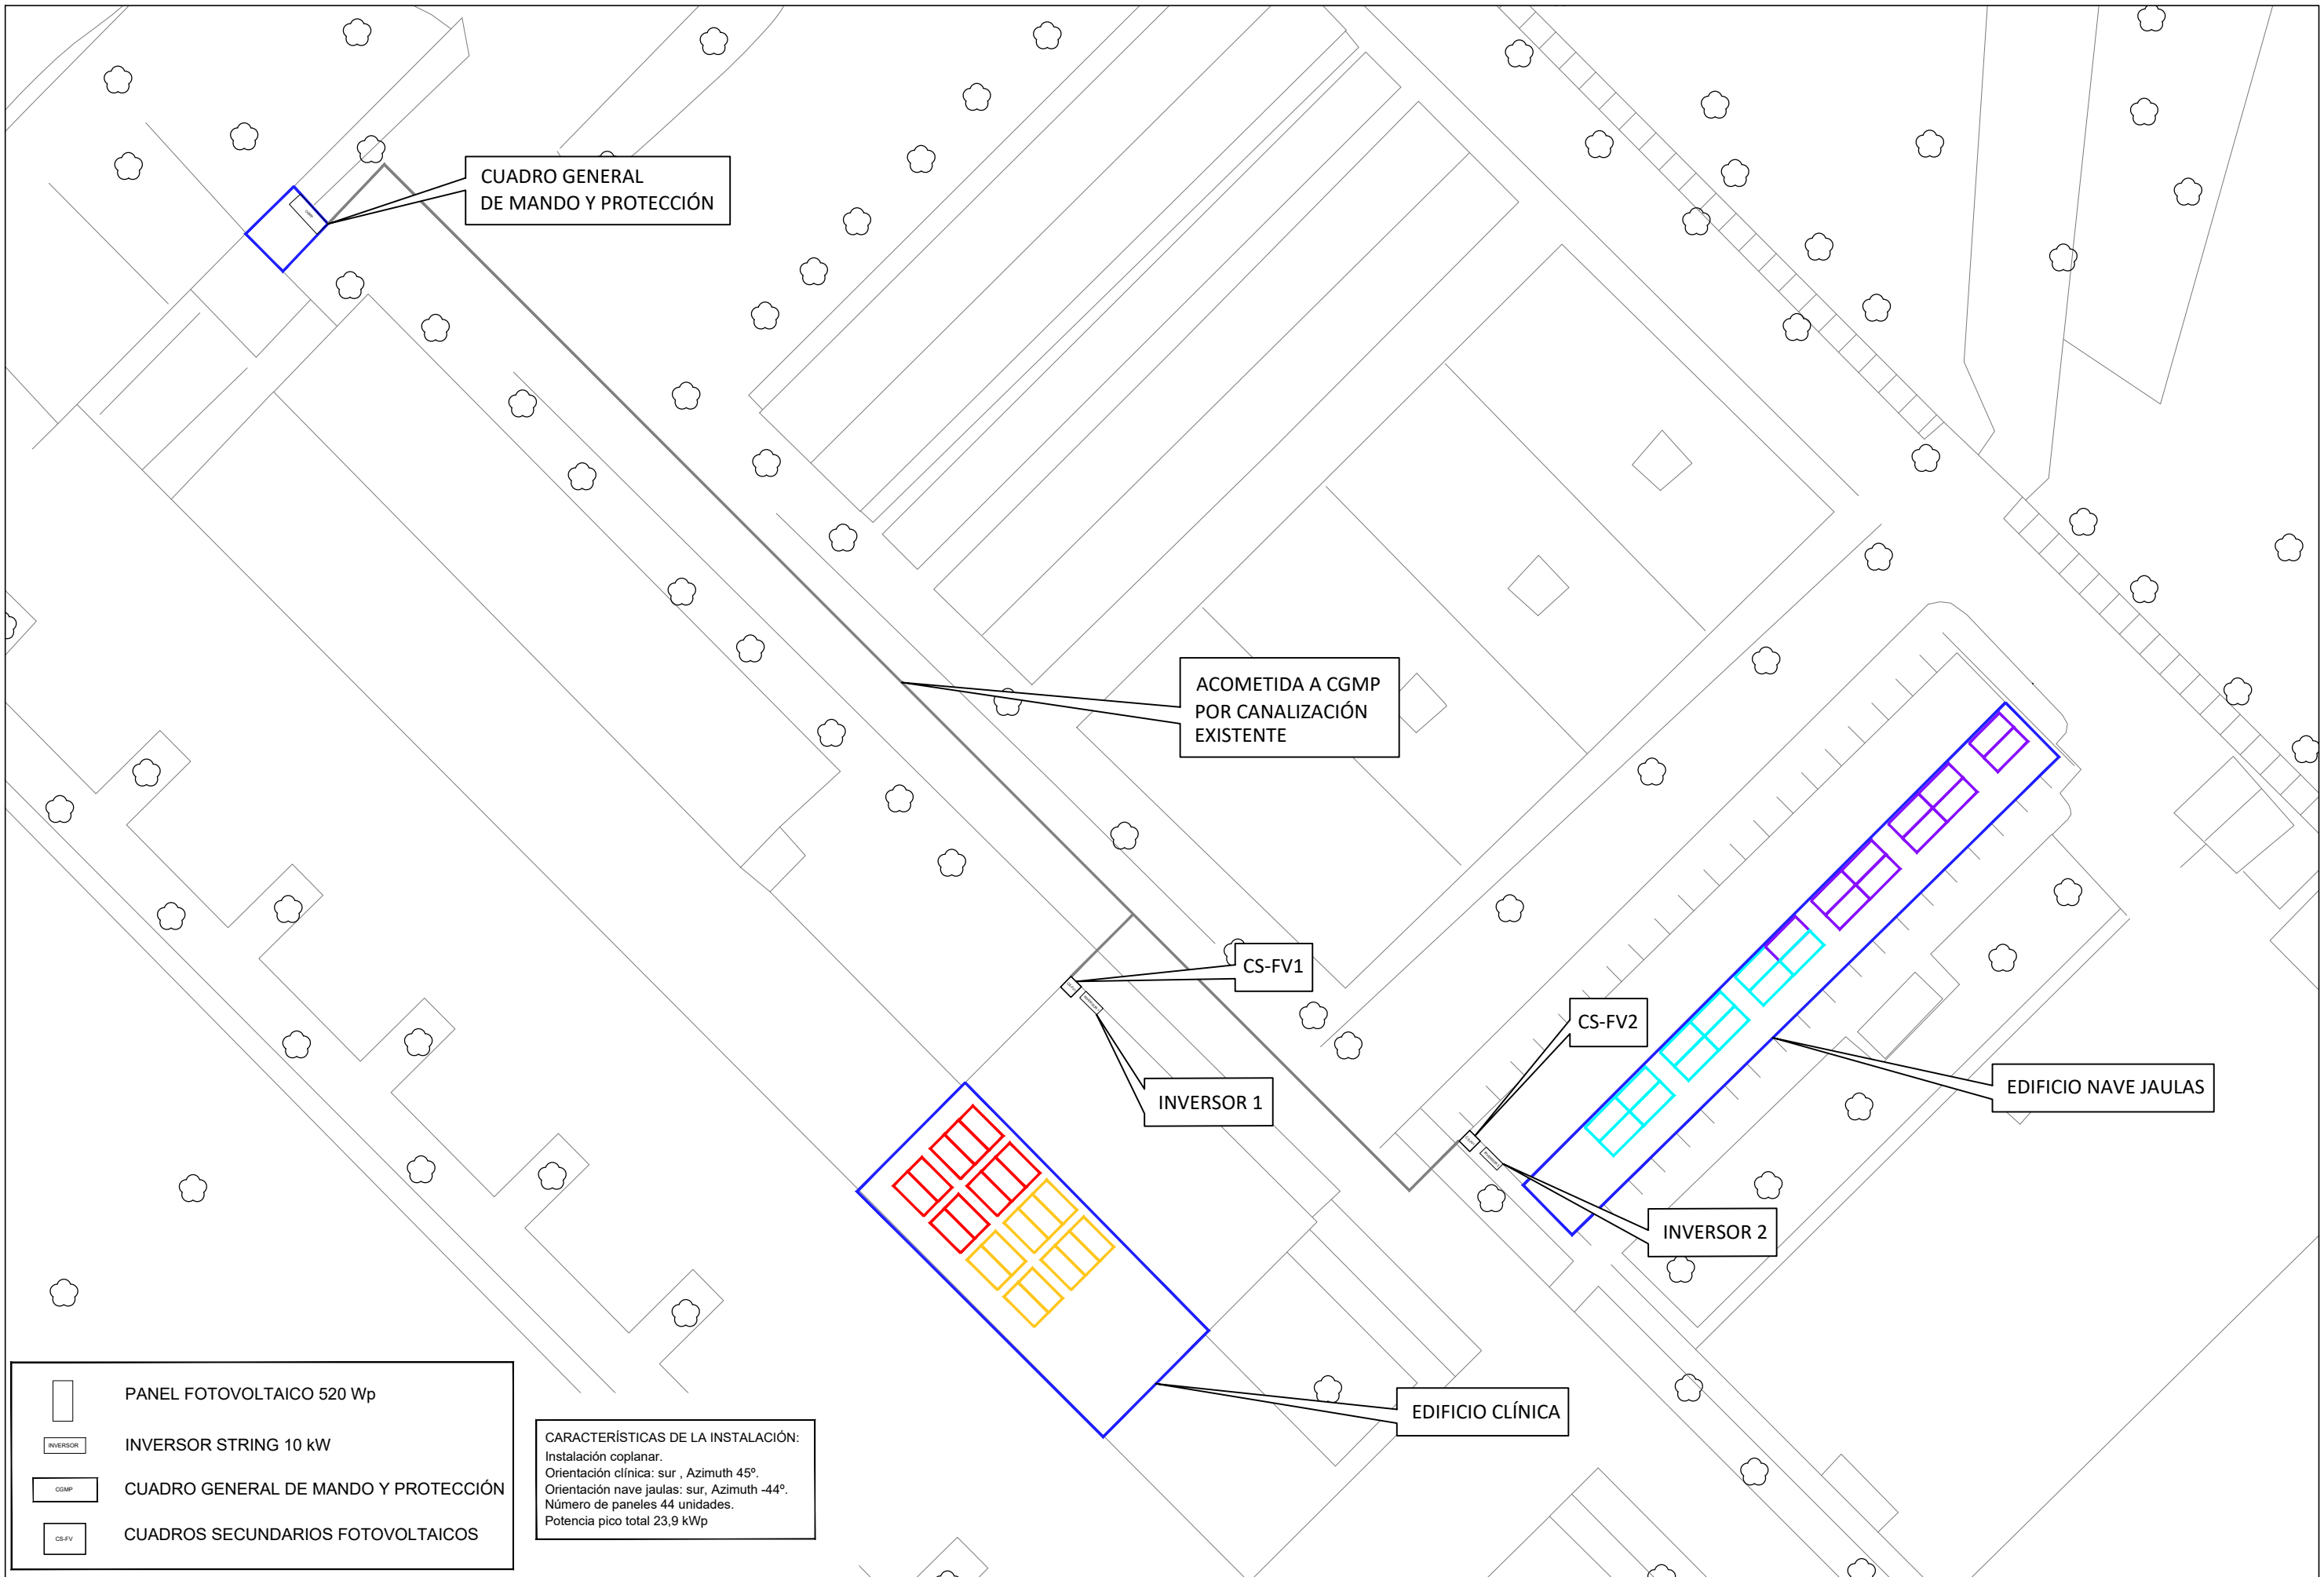 CUADRO GENERAL
DE MANDO Y PROTECCIÓN
ACOMETIDA A CGMP
POR CANALIZACIÓN
EXISTENTE
CS-FV1
CS-FV2
INVERSOR 1
EDIFICIO NAVE JAULAS
INVERSOR 2
EDIFICIO CLÍNICA
PANEL FOTOVOLTAICO 520 Wp
INVERSOR
INVERSOR STRING 10 kW
CGMP
CUADRO GENERAL DE MANDO Y PROTECCIÓN
CS-FV
CUADROS SECUNDARIOS FOTOVOLTAICOS
CARACTERÍSTICAS DE LA INSTALACIÓN:
Instalación coplanar.
Orientación clínica: sur , Azimuth 45º.
Orientación nave jaulas: sur, Azimuth -44º.
Número de paneles 44 unidades.
Potencia pico total 23,9 kWp